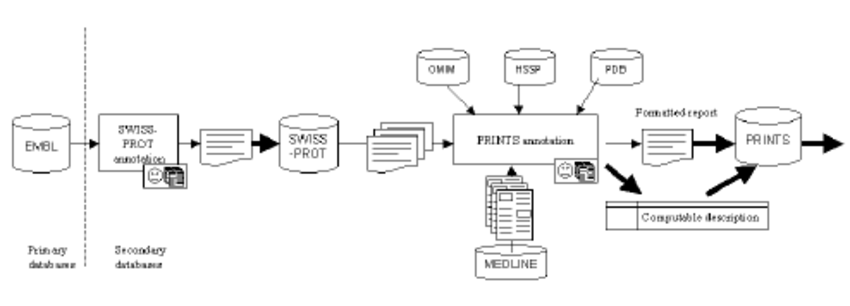 OMIM
HSSP
PDB
Formatted report
EMBL
SWISS-
PROT
annotation
SWISS
-PROT
PRINTS annotation
PRINTS
Computable description
Primary
databases
Secondary
databases
MEDLINE